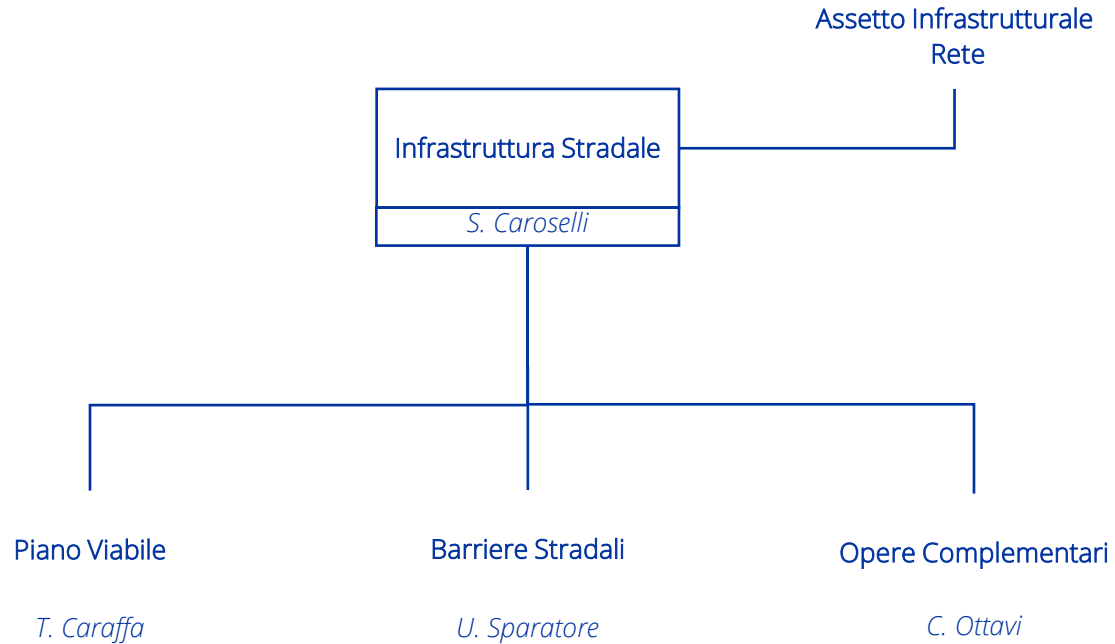 Assetto Infrastrutturale
Rete
Infrastruttura Stradale
S. Caroselli
Piano Viabile
Barriere Stradali
Opere Complementari
T. Caraffa
U. Sparatore
C. Ottavi